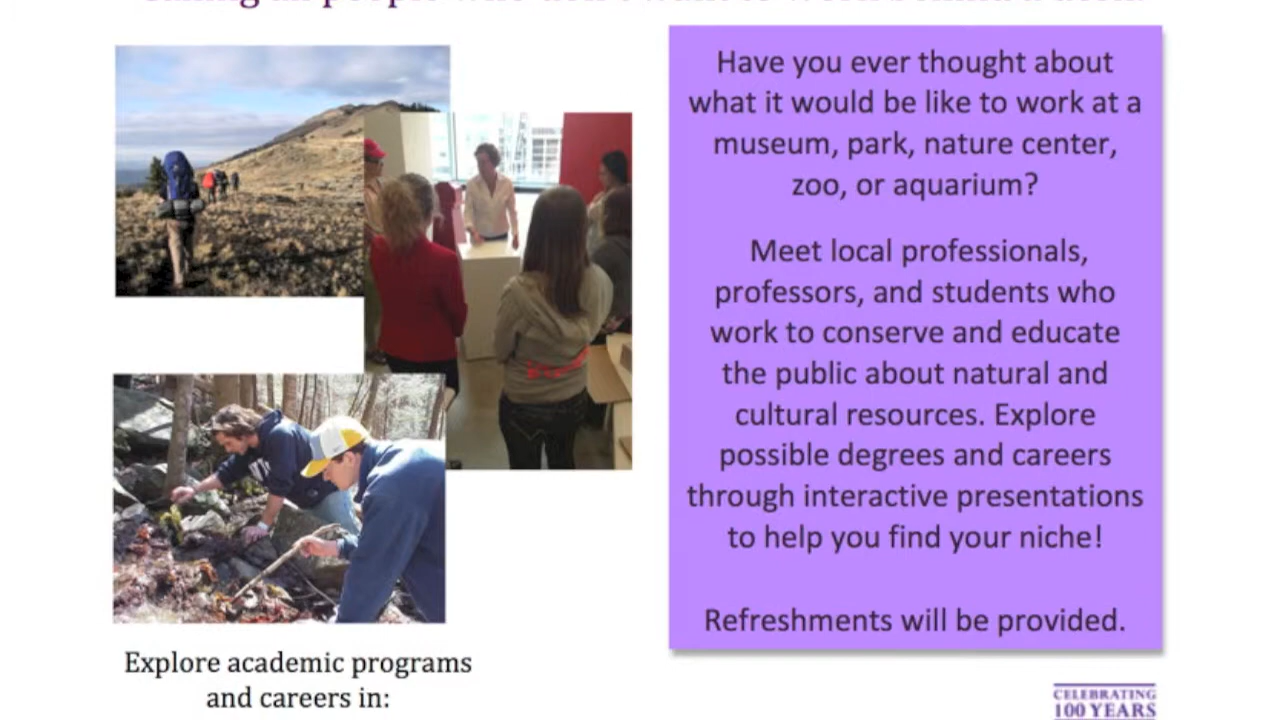 Have you ever thought about
what it would be like to work at a
museum, park, nature center,
zoo, or aquarium?
Meet local professionals,
professors, and students who
work to conserve and educate
the public about natural and
cultural resources. Explore
possible degrees and careers
through interactive presentations
to help you find your niche!
Refreshments will be provided.
Explore academic programs
and careers in:
CELEBRATING
100 YEARS